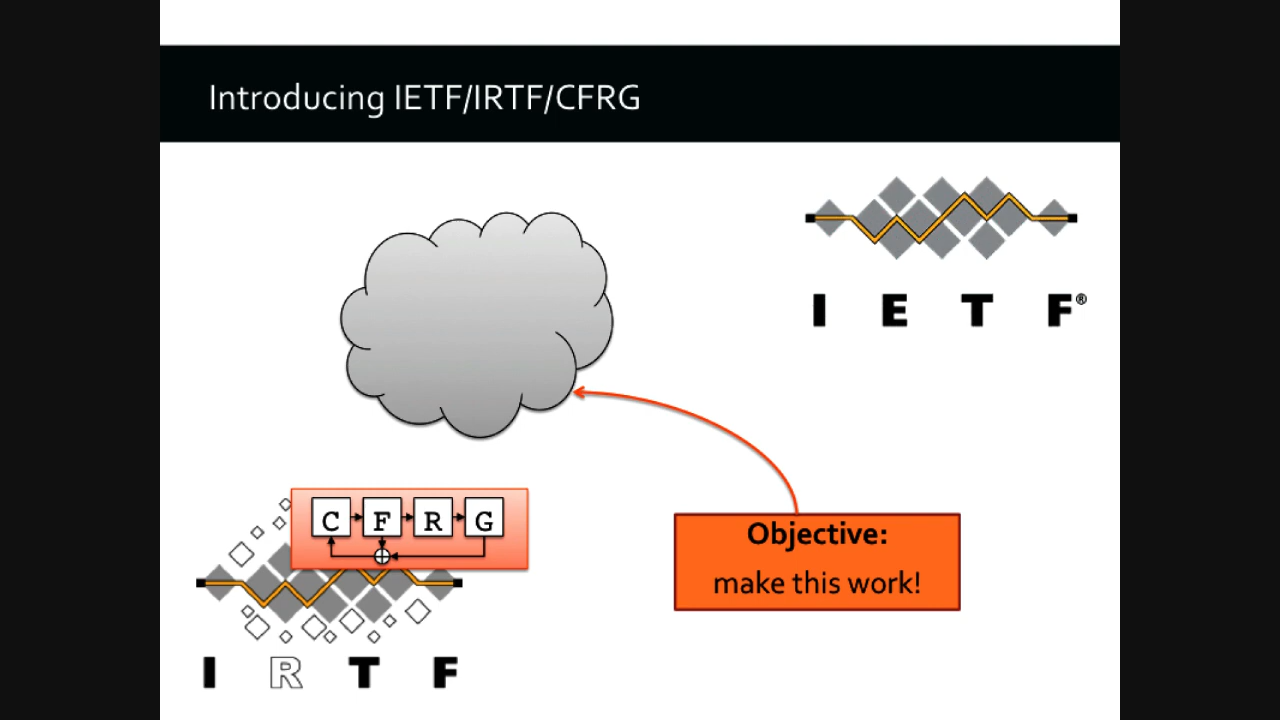 Introducing IETF/IRTF/CFRG
I E T F®
C F R G
Objective:
make this work!
I R T F